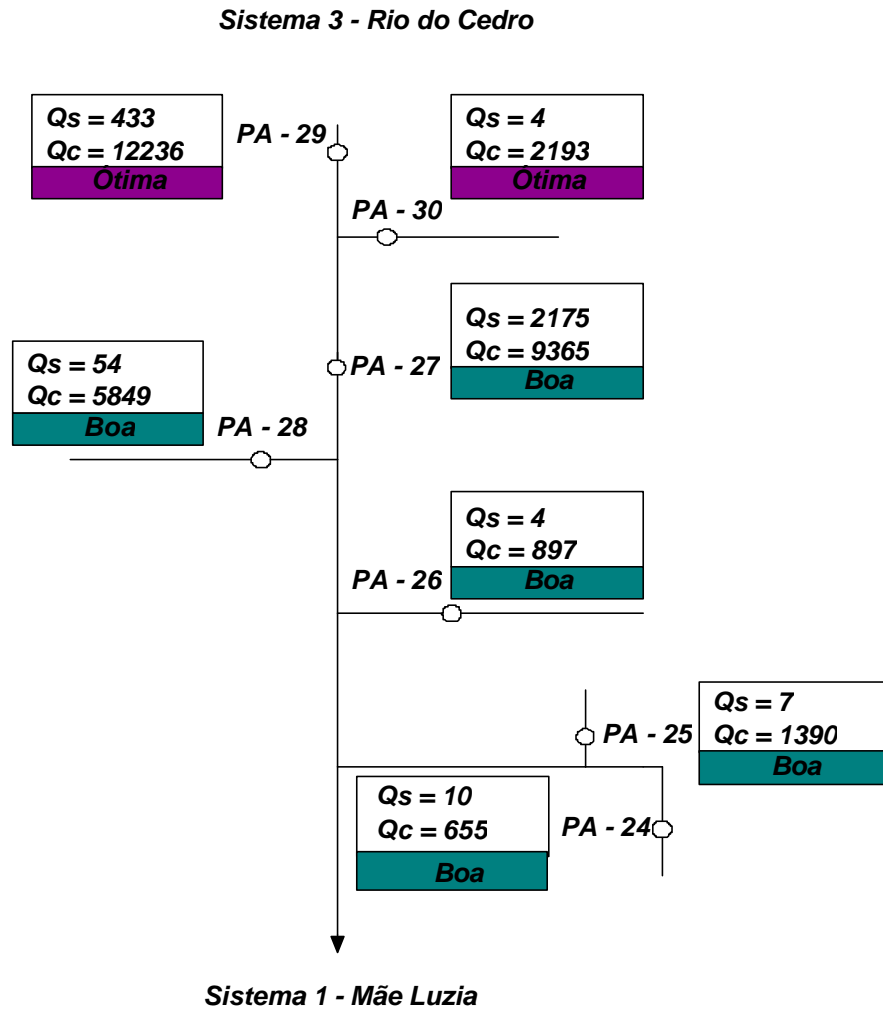 Sistema 3 - Rio do Cedro
Qs = 433
Qc = 12236
Ótima
PA - 29
Qs = 4
Qc = 2193
Ótima
PA - 30
Qs = 2175
Qc = 9365
Boa
PA - 27
Qs = 54
Qc = 5849
Boa
PA - 28
Qs = 4
Qc = 897
Boa
PA - 26
Qs = 7
Qc = 1390
Boa
PA - 25
Qs = 10
Qc = 655
Boa
PA - 24
Sistema 1 - Mãe Luzia